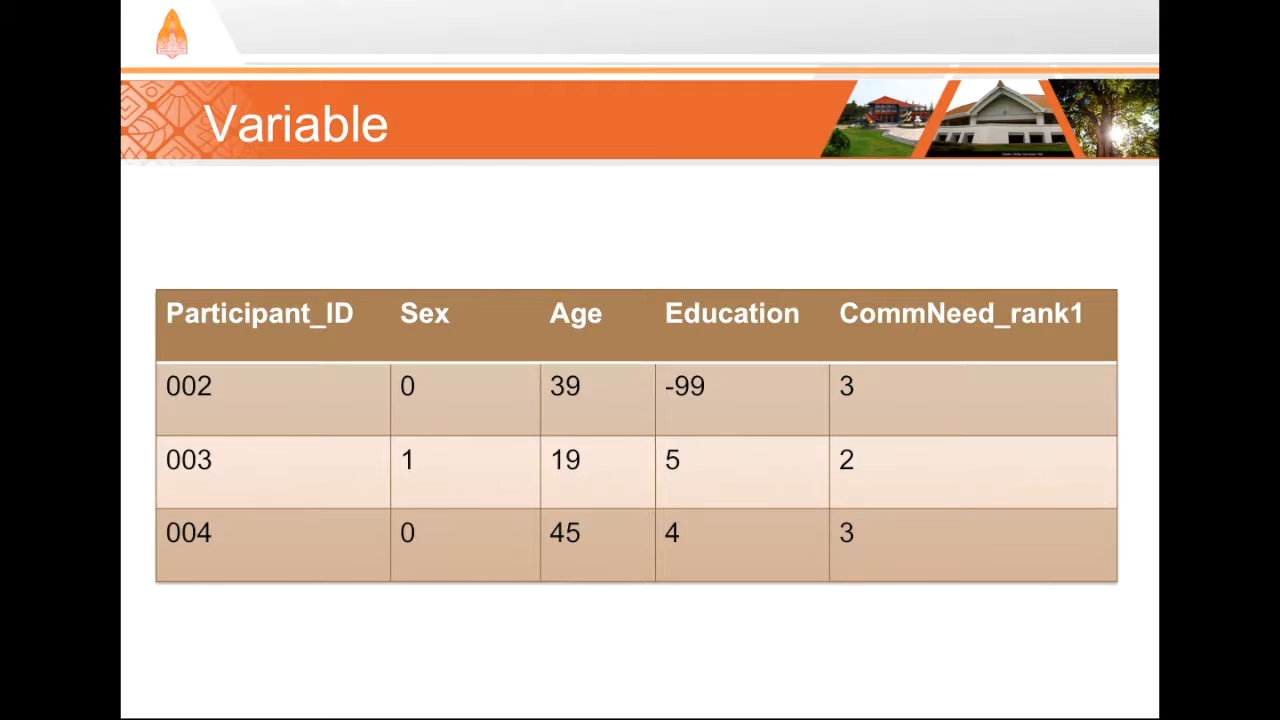 Variable
Participant_ID Sex Age Education CommNeed_rank1
002 0 39 -99 3
003 1 19 5 2
004 0 45 4 3